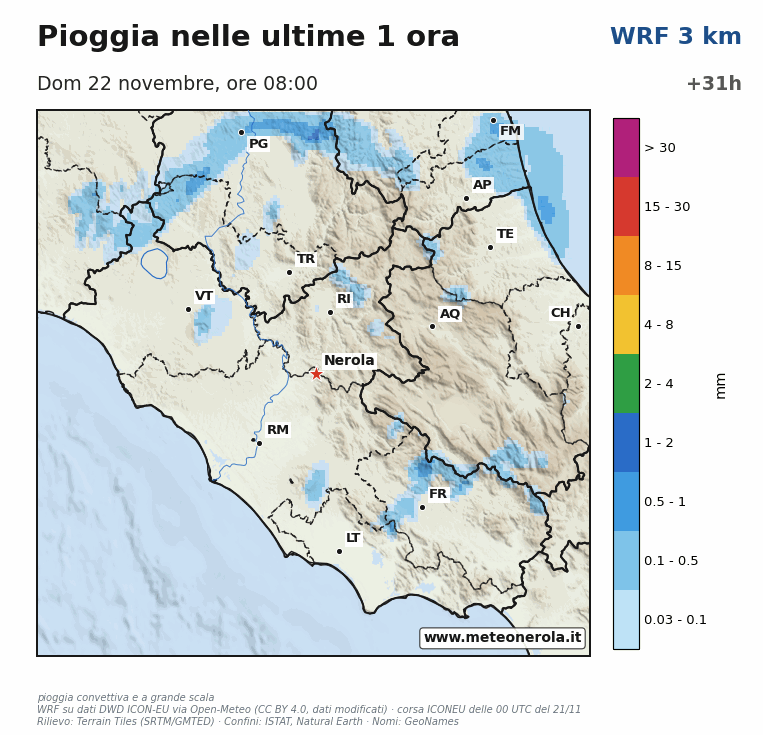 Pioggia nelle ultime 1 ora
WRF 3 km
Dom 22 novembre, ore 08:00
+31h
PG
FM
AP
TE
TR
VT
RI
AQ
CH
Nerola
RM
FR
LT
www.meteonerola.it
> 30
15 - 30
8 - 15
4 - 8
2 - 4
1 - 2
0.5 - 1
0.1 - 0.5
0.03 - 0.1
mm
pioggia convettiva e a grande scala
WRF su dati DWD ICON-EU via Open-Meteo (CC BY 4.0, dati modificati) · corsa ICONEU delle 00 UTC del 21/11
Rilievo: Terrain Tiles (SRTM/GMTED) · Confini: ISTAT, Natural Earth · Nomi: GeoNames